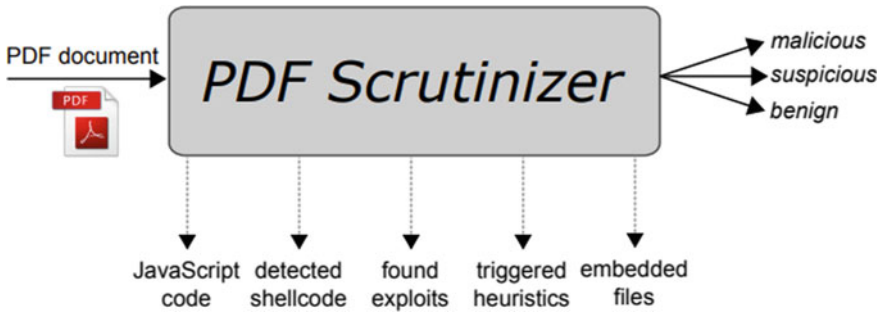 PDF document
PDF
PDF Scrutinizer
malicious
suspicious
benign
JavaScript
code
detected
shellcode
found
exploits
triggered
heuristics
embedded
files